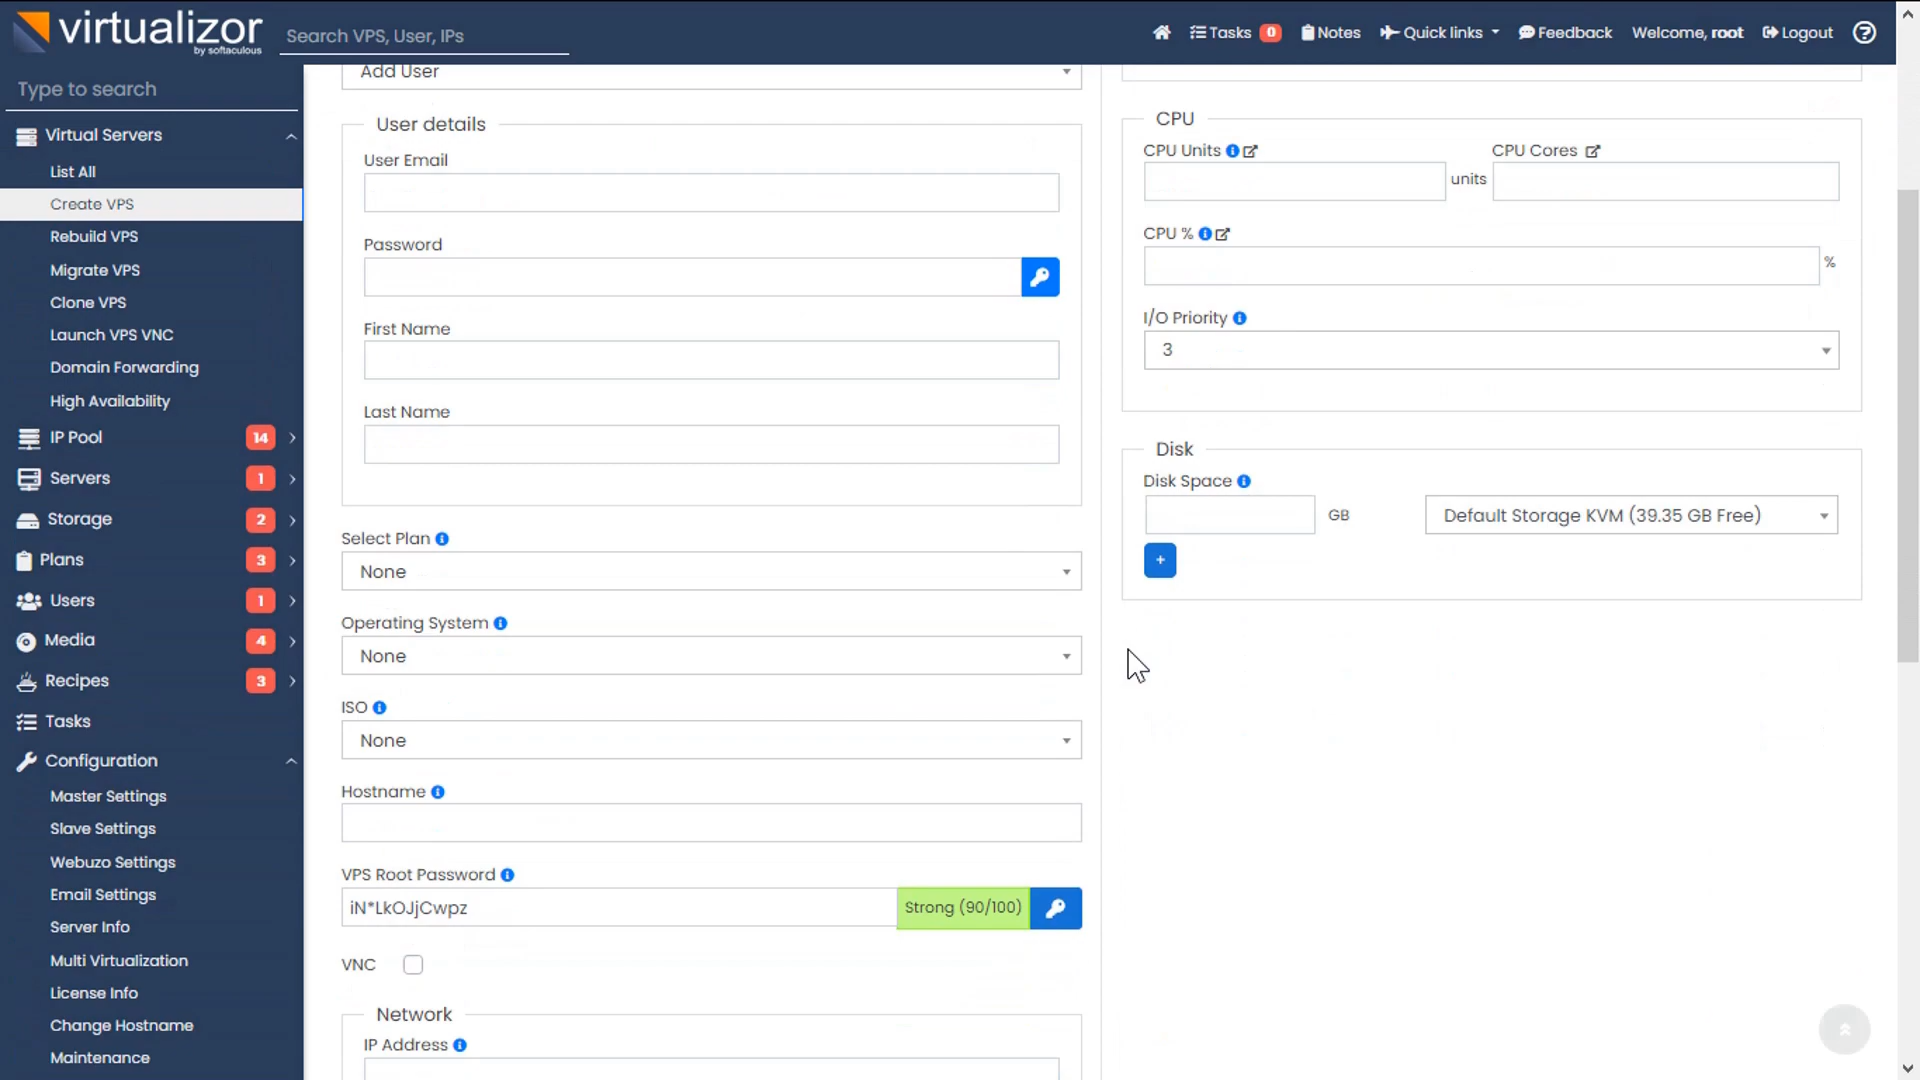 virtualizor
by softaculous
Search VPS, User, IPs
Tasks 0
Notes
Quick links
Feedback
Welcome, root
Logout
Type to search
Virtual Servers
List All
Create VPS
Rebuild VPS
Migrate VPS
Clone VPS
Launch VPS VNC
Domain Forwarding
High Availability
IP Pool 14
Servers 1
Storage 2
Plans 3
Users 1
Media 4
Recipes 3
Tasks
Configuration
Master Settings
Slave Settings
Webuzo Settings
Email Settings
Server Info
Multi Virtualization
License Info
Change Hostname
Maintenance
Add User
User details
User Email
Password
First Name
Last Name
Select Plan
None
Operating System
None
ISO
None
Hostname
VPS Root Password
iN*LkOJjCwpz
Strong (90/100)
VNC
Network
IP Address
CPU
CPU Units
units
CPU Cores
CPU %
%
I/O Priority
3
Disk
Disk Space
GB
Default Storage KVM (39.35 GB Free)
+